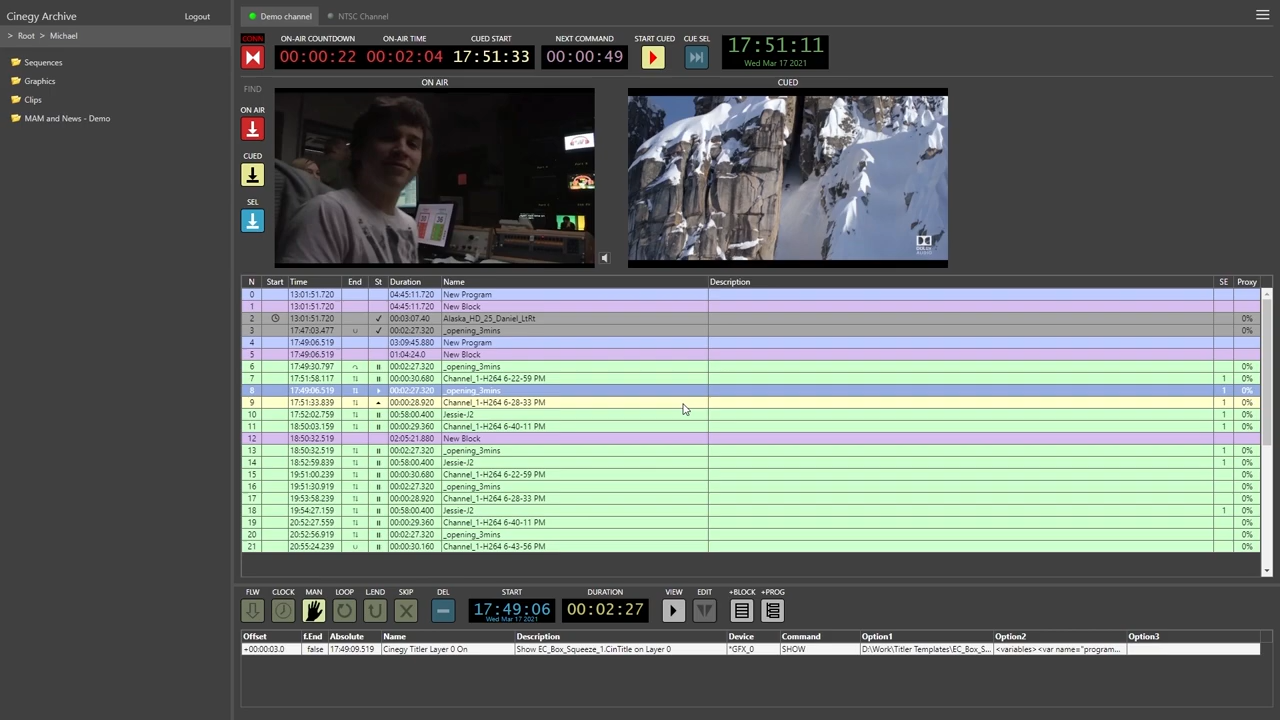 Cinegy Archive
Logout
> Root > Michael
Sequences
Graphics
Clips
MAM and News - Demo
Demo channel
NTSC Channel
CONN
ON-AIR COUNTDOWN ON-AIR TIME CUED START NEXT COMMAND START CUED CUE SEL
00:00:22 00:02:04 17:51:33 00:00:49
17:51:11
Wed Mar 17 2021
FIND
ON AIR
CUED
SEL
ON AIR
CUED
N Start Time End St Duration Name Description SE Proxy
0 13:01:51.720 04:45:11.720 New Program
1 13:01:51.720 04:45:11.720 New Block
2 13:01:51.720 00:03:07.40 Alaska_HD_25_Daniel_LtRt 0%
3 17:47:03.477 00:02:27.320 _opening_3mins 0%
4 17:49:06.519 03:09:45.880 New Program
5 17:49:06.519 01:04:24.0 New Block
6 17:49:30.797 00:02:27.320 _opening_3mins 0%
7 17:51:58.117 00:00:30.680 Channel_1-H264 6-22-59 PM 1 0%
8 17:49:06.519 00:02:27.320 _opening_3mins 1 0%
9 17:51:33.839 00:00:28.920 Channel_1-H264 6-28-33 PM 1 0%
10 17:52:02.759 00:58:00.400 Jessie-J2 1 0%
11 18:50:03.159 00:00:29.360 Channel_1-H264 6-40-11 PM 1 0%
12 18:50:32.519 02:05:21.880 New Block
13 18:50:32.519 00:02:27.320 _opening_3mins 1 0%
14 18:52:59.839 00:58:00.400 Jessie-J2 1 0%
15 19:51:00.239 00:00:30.680 Channel_1-H264 6-22-59 PM 0%
16 19:51:30.919 00:02:27.320 _opening_3mins 0%
17 19:53:58.239 00:00:28.920 Channel_1-H264 6-28-33 PM 0%
18 19:54:27.159 00:58:00.400 Jessie-J2 1 0%
19 20:52:27.559 00:00:29.360 Channel_1-H264 6-40-11 PM 0%
20 20:52:56.919 00:02:27.320 _opening_3mins 0%
21 20:55:24.239 00:00:30.160 Channel_1-H264 6-43-56 PM 0%
FLW CLOCK MAN LOOP L.END SKIP DEL START DURATION VIEW EDIT +BLOCK +PROG
17:49:06
Wed Mar 17 2021
00:02:27
Offset f.End Absolute Name Description Device Command Option1 Option2 Option3
+00:00:03.0 false 17:49:09.519 Cinegy Titler Layer 0 On Show EC_Box_Squeeze_1.CinTitle on Layer 0 *GFX_0 SHOW D:\Work\Titler Templates\EC_Box_S... <variables><var name="program...